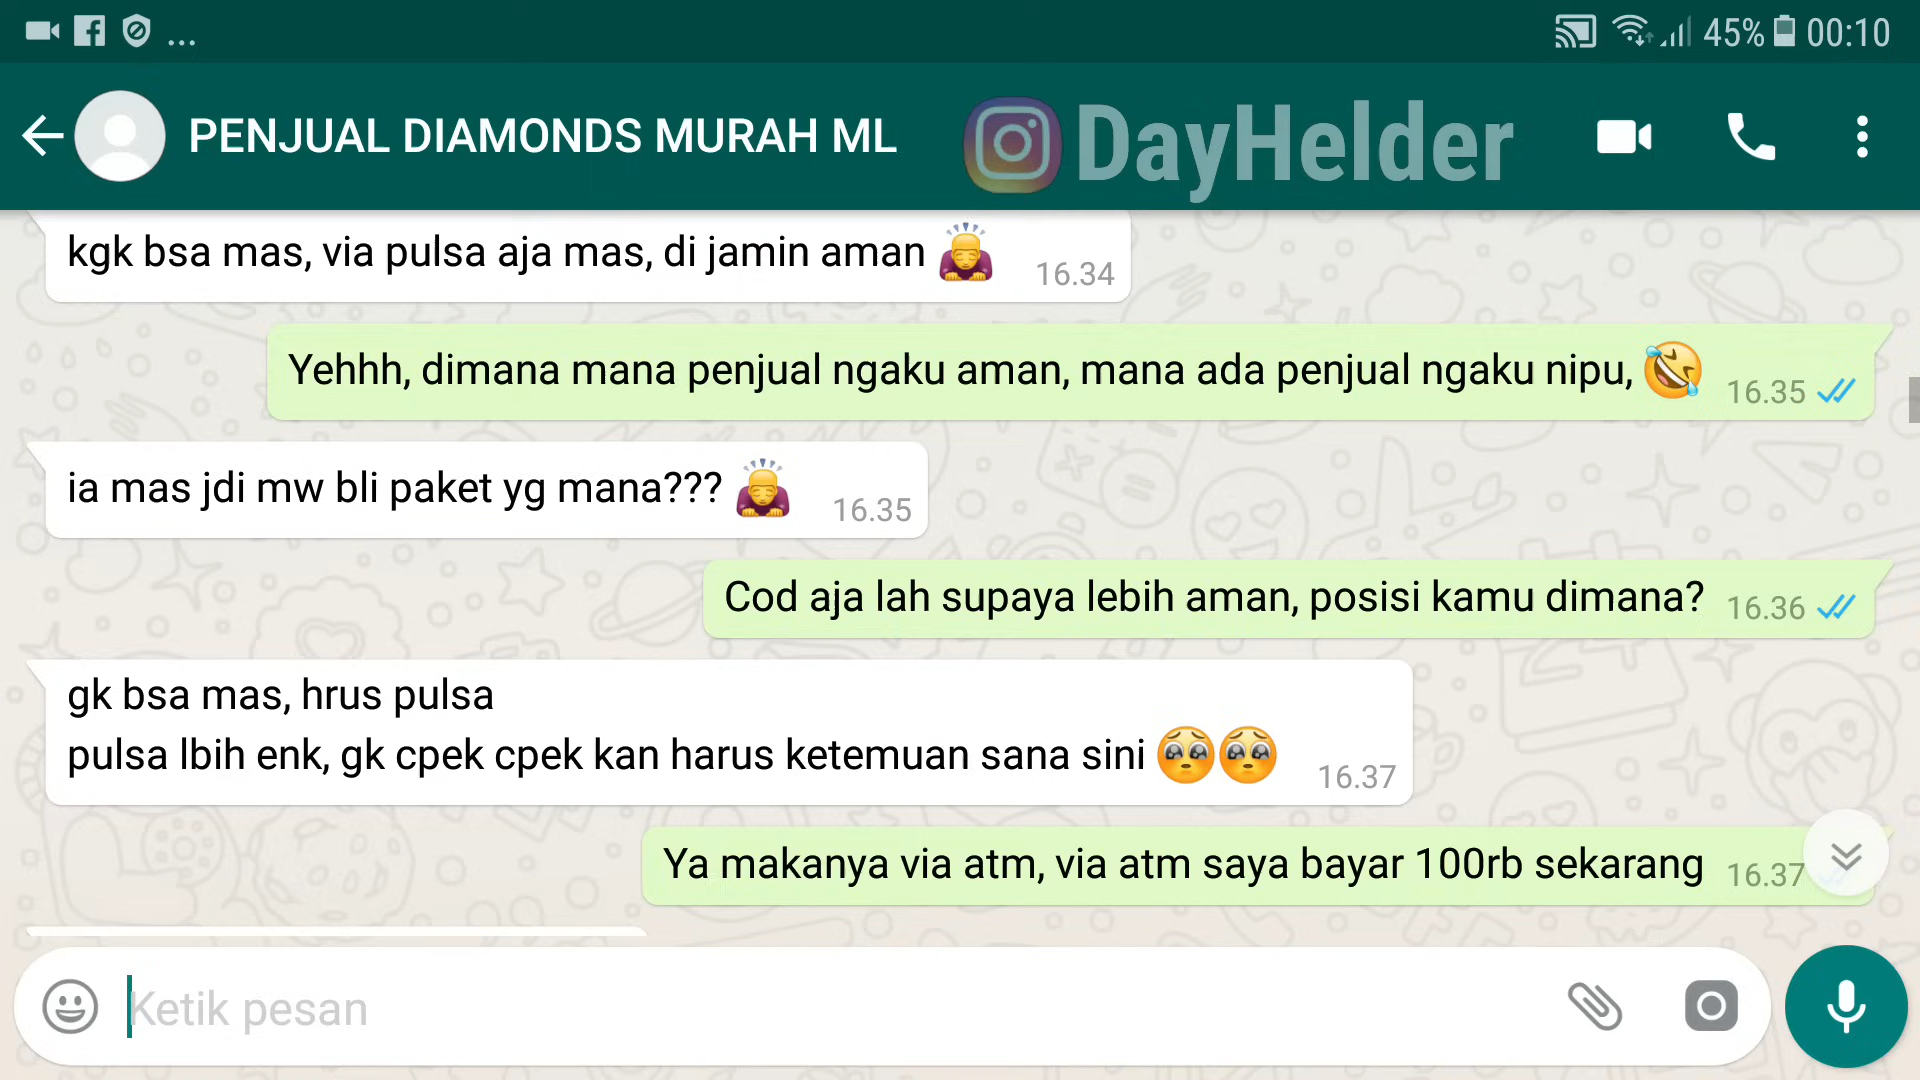 ... 45% 00:10
PENJUAL DIAMONDS MURAH ML DayHelder
kgk bsa mas, via pulsa aja mas, di jamin aman 🙇 16.34
Yehhh, dimana mana penjual ngaku aman, mana ada penjual ngaku nipu, 🤣 16.35
ia mas jdi mw bli paket yg mana??? 🙇 16.35
Cod aja lah supaya lebih aman, posisi kamu dimana? 16.36
gk bsa mas, hrus pulsa
pulsa lbih enk, gk cpek cpek kan harus ketemuan sana sini 🥺🥺 16.37
Ya makanya via atm, via atm saya bayar 100rb sekarang 16.37
Ketik pesan